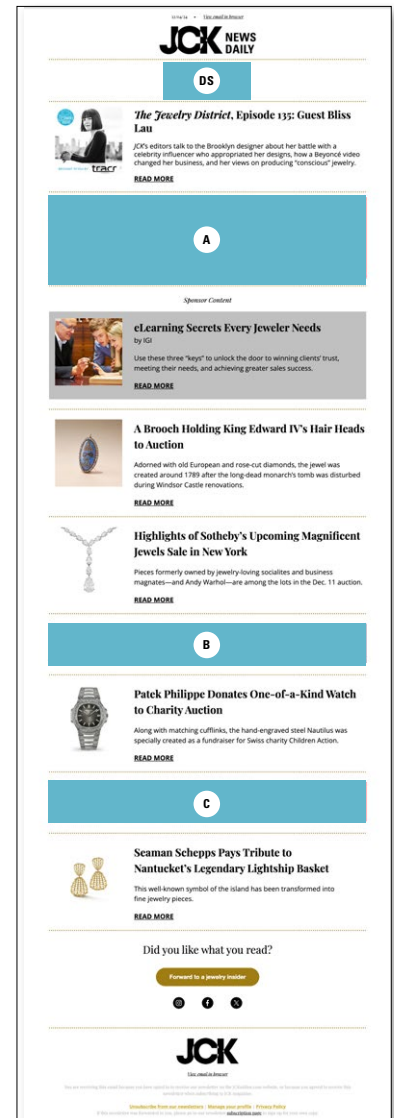 View email in browser
JCK NEWS
DAILY
DS
The Jewelry District, Episode 135: Guest Bliss
Lau
JCK's editors talk to the Brooklyn designer about her battle with a
celebrity influencer who appropriated her designs, how a Beyoncé video
changed her business, and her views on producing "conscious" jewelry.
tracr
READ MORE
A
Sponsor Content
eLearning Secrets Every Jeweler Needs
by IGI
Use these three "keys" to unlock the door to winning clients' trust,
meeting their needs, and achieving greater sales success.
READ MORE
A Brooch Holding King Edward IV's Hair Heads
to Auction
Adorned with old European and rose-cut diamonds, the jewel was
created around 1789 after the long-dead monarch's tomb was disturbed
during Windsor Castle renovations.
READ MORE
Highlights of Sotheby's Upcoming Magnificent
Jewels Sale in New York
Pieces formerly owned by jewelry-loving socialites and business
magnates—and Andy Warhol—are among the lots in the Dec. 11 auction.
READ MORE
B
Patek Philippe Donates One-of-a-Kind Watch
to Charity Auction
Along with matching cufflinks, the hand-engraved steel Nautilus was
specially created as a fundraiser for Swiss charity Children Action.
READ MORE
C
Seaman Schepps Pays Tribute to
Nantucket's Legendary Lightship Basket
This well-known symbol of the island has been transformed into
fine jewelry pieces.
READ MORE
Did you like what you read?
Forward to a jewelry insider
JCK
View email in browser
Unsubscribe from our newsletters | Manage your profile | Privacy Policy